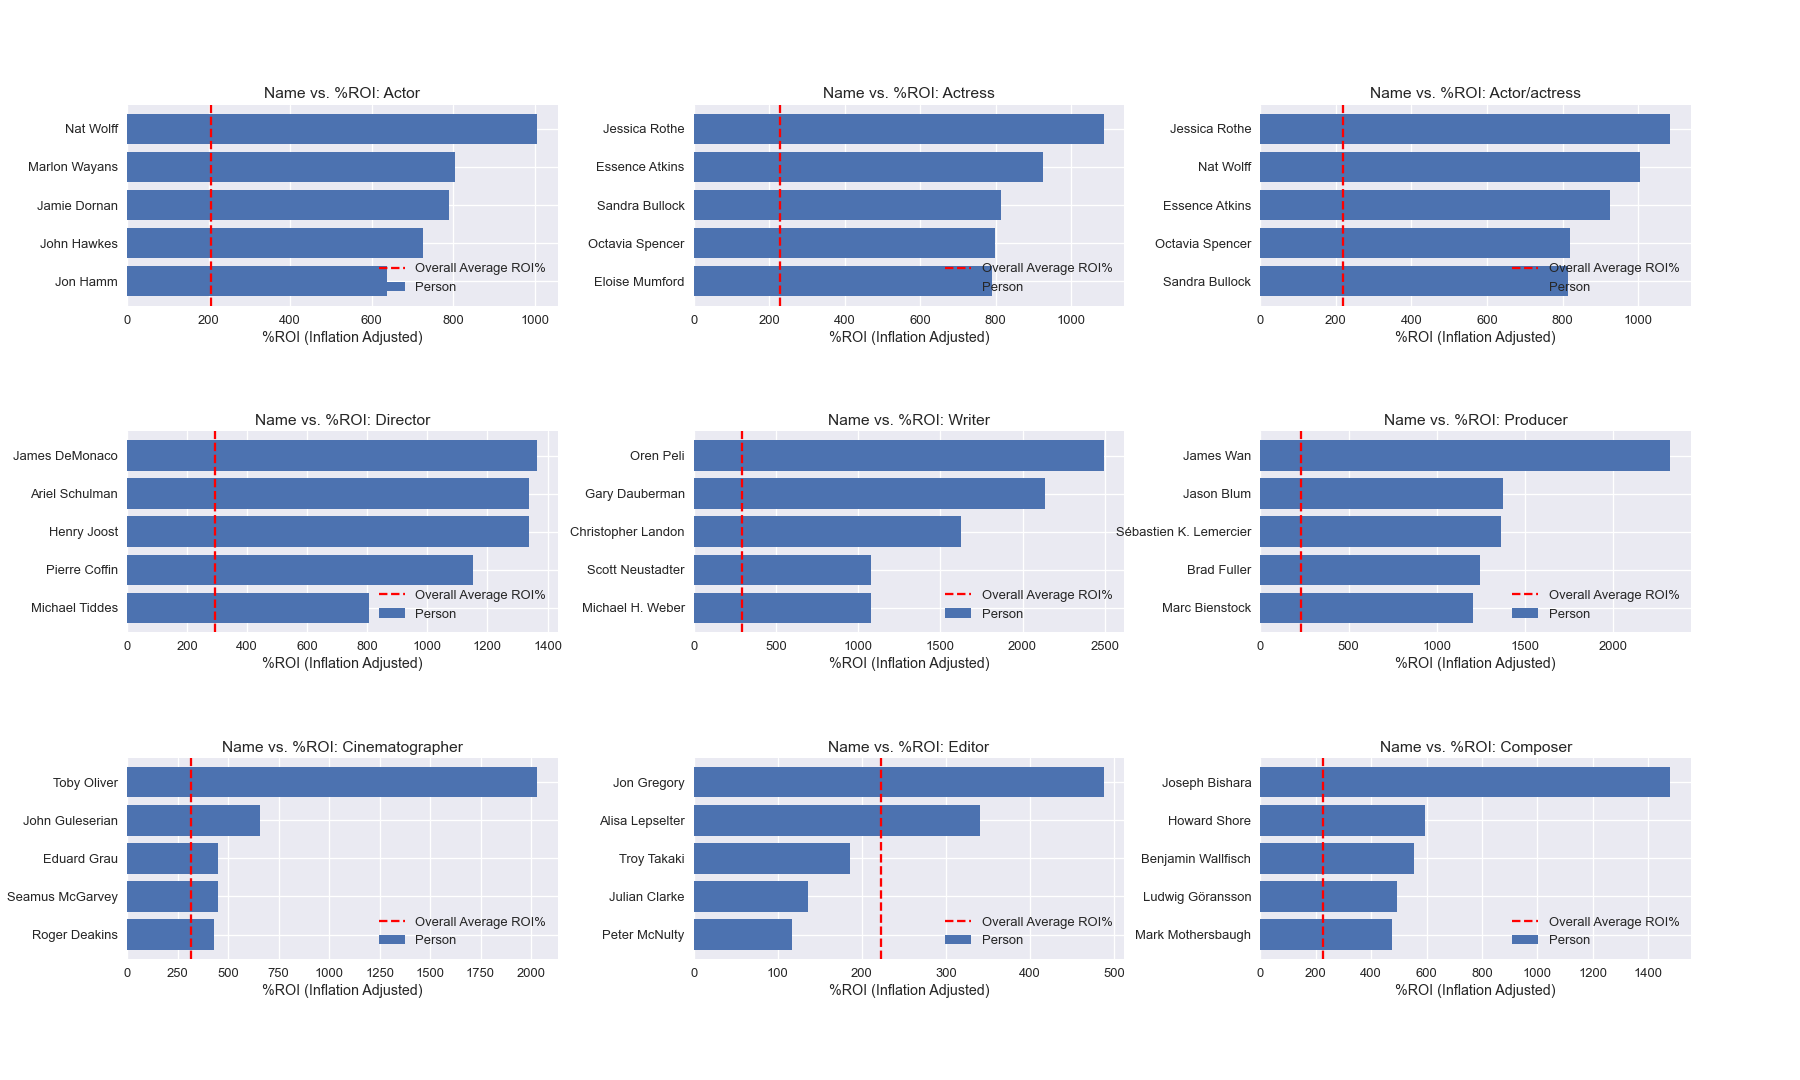 Name vs. %ROI: Actor
Nat Wolff
Marlon Wayans
Jamie Dornan
John Hawkes
Jon Hamm
Overall Average ROI%
Person
0 200 400 600 800 1000
%ROI (Inflation Adjusted)
Name vs. %ROI: Actress
Jessica Rothe
Essence Atkins
Sandra Bullock
Octavia Spencer
Eloise Mumford
Overall Average ROI%
Person
0 200 400 600 800 1000
%ROI (Inflation Adjusted)
Name vs. %ROI: Actor/actress
Jessica Rothe
Nat Wolff
Essence Atkins
Octavia Spencer
Sandra Bullock
Overall Average ROI%
Person
0 200 400 600 800 1000
%ROI (Inflation Adjusted)
Name vs. %ROI: Director
James DeMonaco
Ariel Schulman
Henry Joost
Pierre Coffin
Michael Tiddes
Overall Average ROI%
Person
0 200 400 600 800 1000 1200 1400
%ROI (Inflation Adjusted)
Name vs. %ROI: Writer
Oren Peli
Gary Dauberman
Christopher Landon
Scott Neustadter
Michael H. Weber
Overall Average ROI%
Person
0 500 1000 1500 2000 2500
%ROI (Inflation Adjusted)
Name vs. %ROI: Producer
James Wan
Jason Blum
Sébastien K. Lemercier
Brad Fuller
Marc Bienstock
Overall Average ROI%
Person
0 500 1000 1500 2000
%ROI (Inflation Adjusted)
Name vs. %ROI: Cinematographer
Toby Oliver
John Guleserian
Eduard Grau
Seamus McGarvey
Roger Deakins
Overall Average ROI%
Person
0 250 500 750 1000 1250 1500 1750 2000
%ROI (Inflation Adjusted)
Name vs. %ROI: Editor
Jon Gregory
Alisa Lepselter
Troy Takaki
Julian Clarke
Peter McNulty
Overall Average ROI%
Person
0 100 200 300 400 500
%ROI (Inflation Adjusted)
Name vs. %ROI: Composer
Joseph Bishara
Howard Shore
Benjamin Wallfisch
Ludwig Göransson
Mark Mothersbaugh
Overall Average ROI%
Person
0 200 400 600 800 1000 1200 1400
%ROI (Inflation Adjusted)